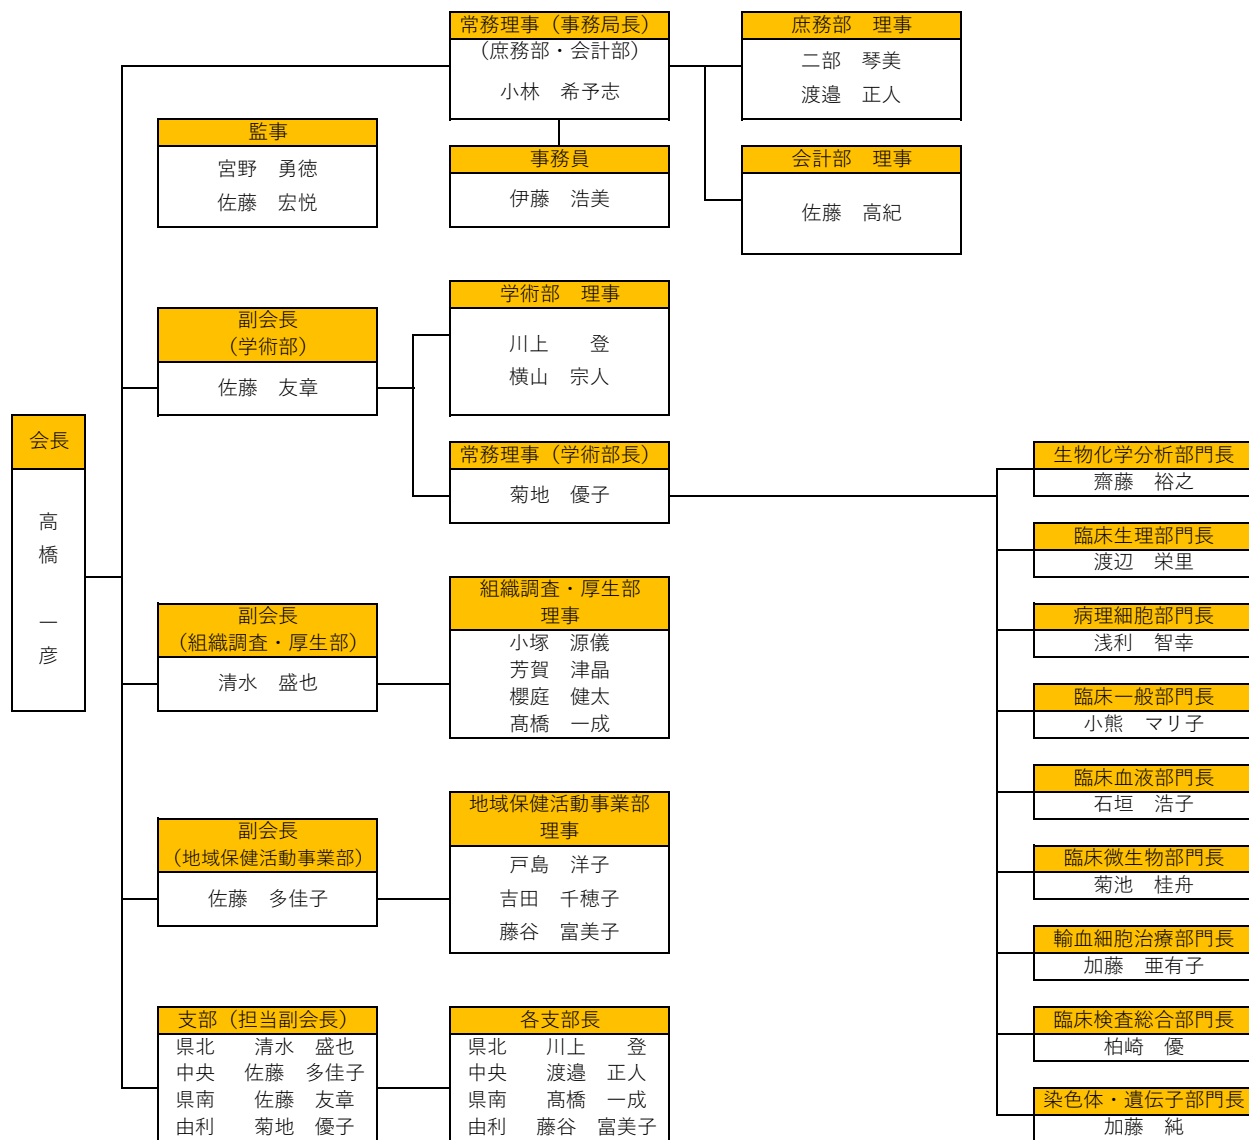 常務理事（事務局長）
（庶務部・会計部）
小林　希予志
庶務部　理事
二部　琴美
渡邉　正人
監事
宮野　勇徳
佐藤　宏悦
事務員
伊藤　浩美
会計部　理事
佐藤　高紀
副会長
（学術部）
佐藤　友章
学術部　理事
川上　　登
横山　宗人
会長
高橋　一彦
常務理事（学術部長）
菊地　優子
生物化学分析部門長
齋藤　裕之
臨床生理部門長
渡辺　栄里
病理細胞部門長
浅利　智幸
臨床一般部門長
小熊　マリ子
臨床血液部門長
石垣　浩子
臨床微生物部門長
菊池　桂舟
輸血細胞治療部門長
加藤　亜有子
臨床検査総合部門長
柏崎　優
染色体・遺伝子部門長
加藤　純
副会長
（組織調査・厚生部）
清水　盛也
組織調査・厚生部
理事
小塚　源儀
芳賀　津晶
櫻庭　健太
髙橋　一成
副会長
（地域保健活動事業部）
佐藤　多佳子
地域保健活動事業部
理事
戸島　洋子
吉田　千穂子
藤谷　富美子
支部（担当副会長）
県北　　清水　盛也
中央　佐藤　多佳子
県南　　佐藤　友章
由利　　菊地　優子
各支部長
県北　　川上　　登
中央　　渡邉　正人
県南　　髙橋　一成
由利　藤谷　富美子